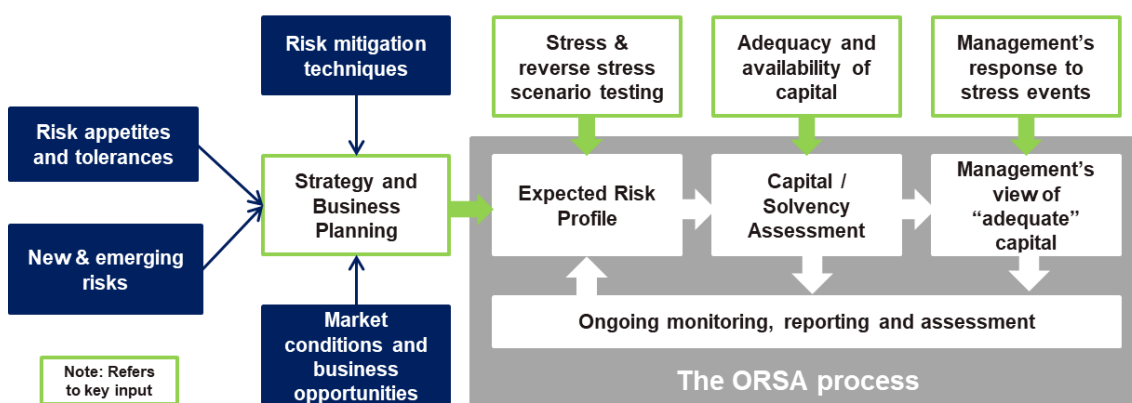 Risk mitigation
techniques
Stress &
reverse stress
scenario testing
Adequacy and
availability of
capital
Management's
response to
stress events
Risk appetites
and tolerances
Strategy and
Business
Planning
Expected Risk
Profile
Capital /
Solvency
Assessment
Management's
view of
“adequate”
capital
New & emerging
risks
Market
conditions and
business
opportunities
Ongoing monitoring, reporting and assessment
Note: Refers
to key input
The ORSA process